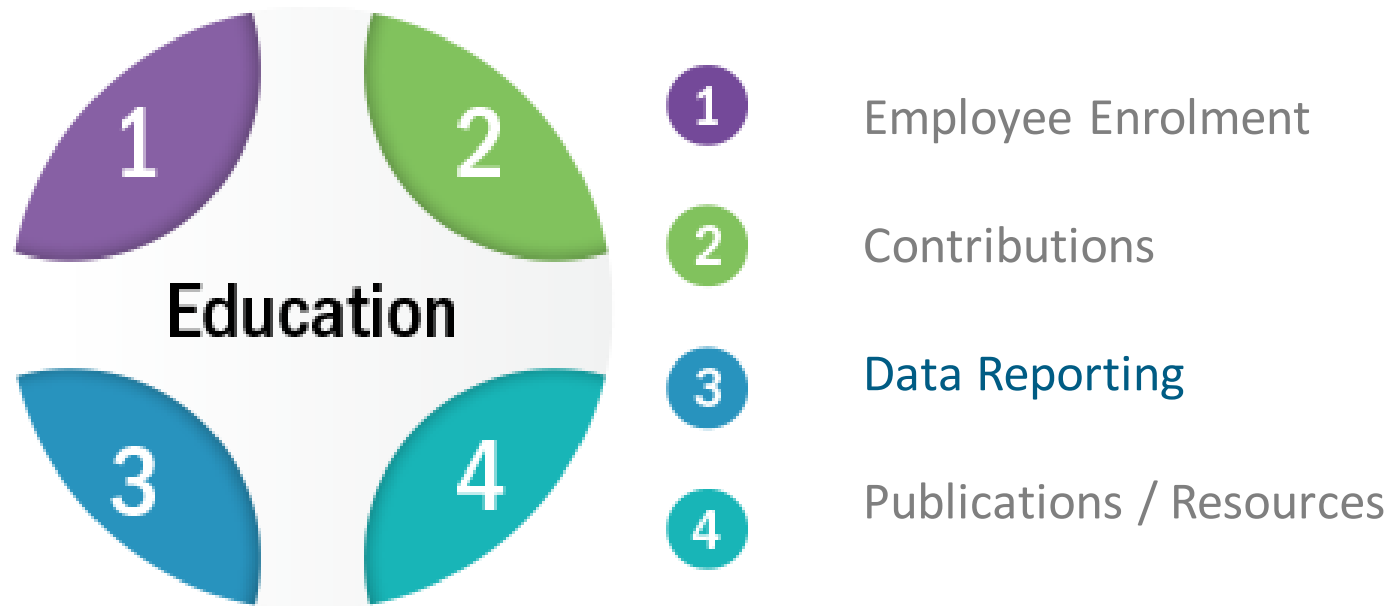 1
2
Education
3
4
1 Employee Enrolment
2 Contributions
3 Data Reporting
4 Publications / Resources